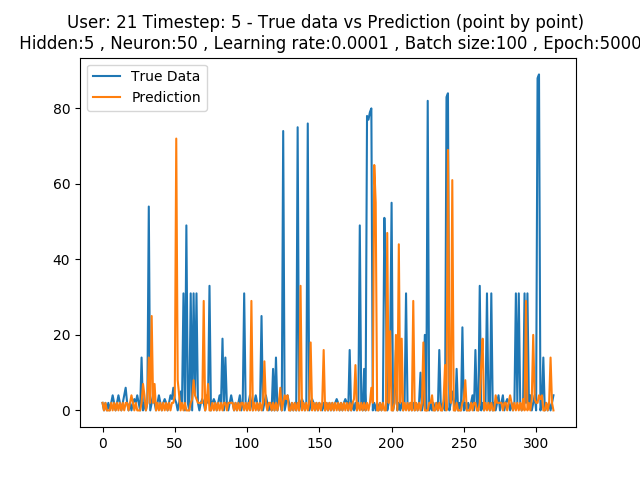 User: 21 Timestep: 5 - True data vs Prediction (point by point)
Hidden:5 , Neuron:50 , Learning rate:0.0001 , Batch size:100 , Epoch:5000
True Data
Prediction
80
60
40
20
0
0 50 100 150 200 250 300